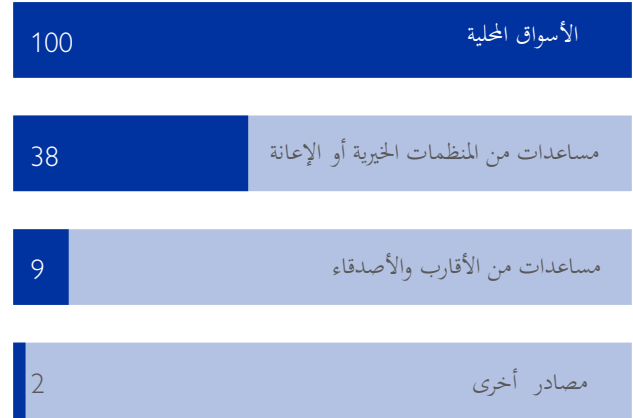 الأسواق المحلية
100
مساعدات من المنظمات الخيرية أو الإعانة
38
مساعدات من الأقارب والأصدقاء
9
مصادر أخرى
2